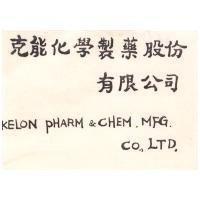 克能化學製藥股份
有限公司
KELON PHARM & CHEM. MFG.
CO., LTD.